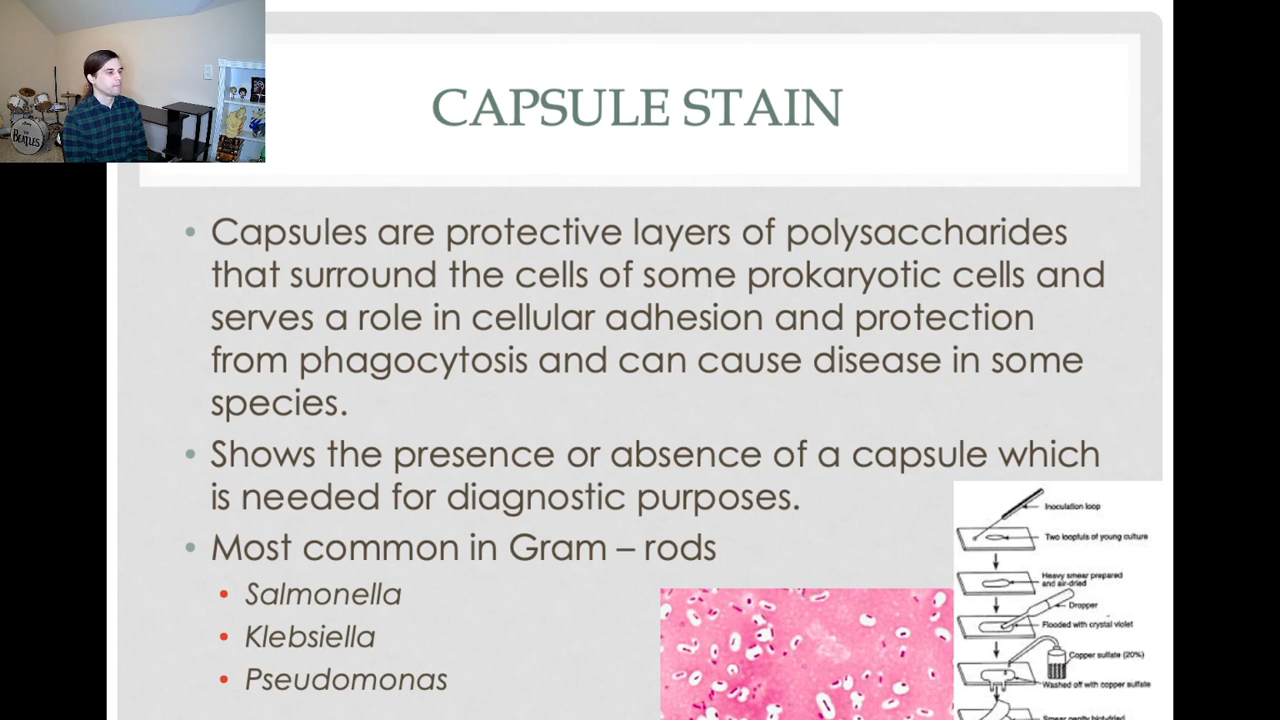 CAPSULE STAIN
• Capsules are protective layers of polysaccharides
that surround the cells of some prokaryotic cells and
serves a role in cellular adhesion and protection
from phagocytosis and can cause disease in some
species.
• Shows the presence or absence of a capsule which
is needed for diagnostic purposes.
• Most common in Gram – rods
• Salmonella
• Klebsiella
• Pseudomonas
Inoculation loop
Two loopfuls of young culture
Heavy smear prepared
and air-dried
Dropper
Flooded with crystal violet
Copper sulfate (20%)
Washed off with copper sulfate
BEATLES